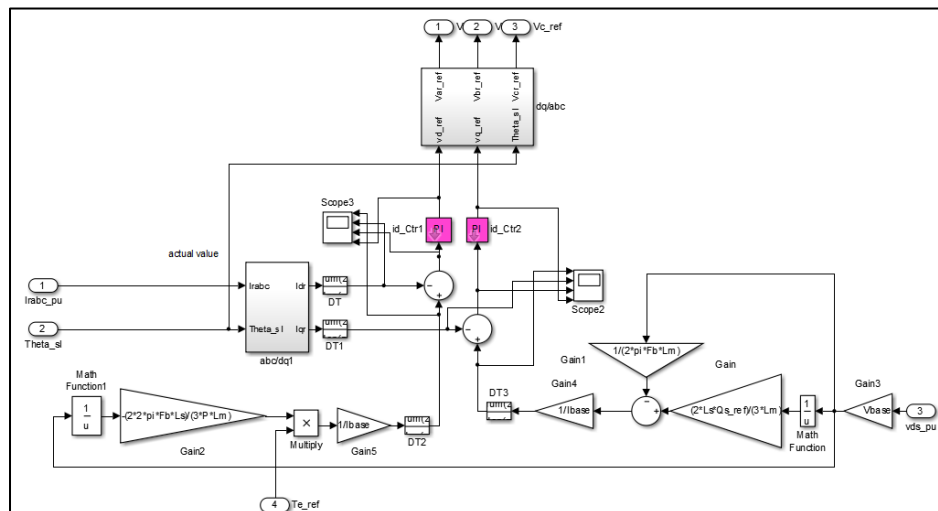 1
V
2
V
3
Vc_ref
Var_ref
Vbr_ref
Vcr_ref
vd_ref
vq_ref
Theta_sl
dq/abc
Scope3
id_Ctr1
PI
PI
id_Ctr2
actual value
1
Irabc_pu
Irabc
Idr
DT
Scope2
2
Theta_sl
Theta_sl
Iqr
DT1
abc/dq1
1/(2*pi*Fb*Lm)
Gain1
Gain
Math
Function1
DT3
Gain4
Gain3
1
u
-(2*2*pi*Fb*Ls)/(3*P*Lm)
×
Multiply
1/Ibase
DT2
1/Ibase
(2*Ls*Qs_ref)/(3*Lm)
1
u
Math
Function
Vbase
3
vds_pu
Gain2
Gain5
4
Te_ref